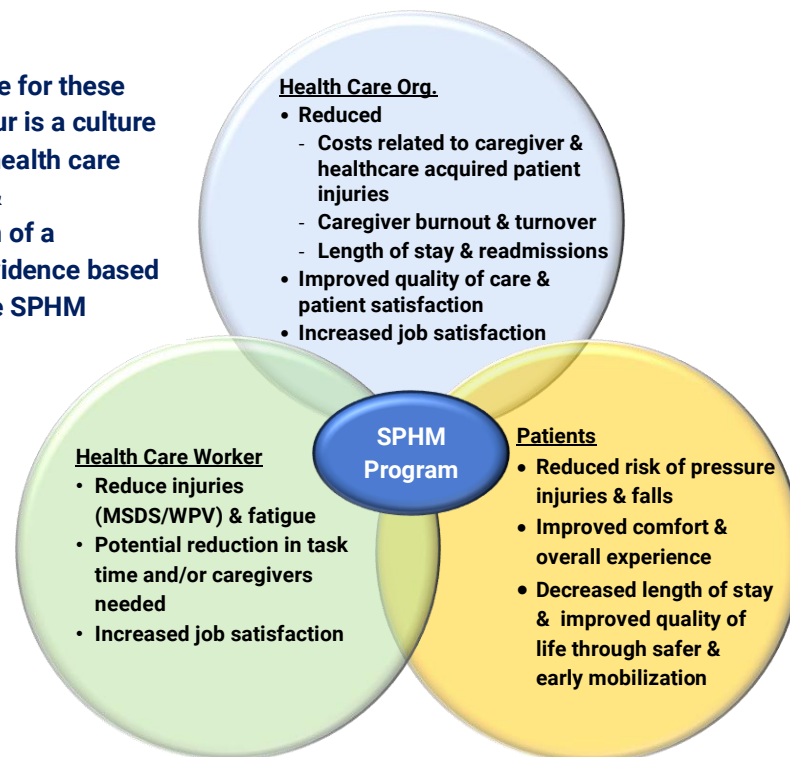 e for these
ur is a culture
ealth care
&
n of a
vidence based
e SPHM
Health Care Org.
• Reduced
- Costs related to caregiver &
healthcare acquired patient
injuries
- Caregiver burnout & turnover
- Length of stay & readmissions
• Improved quality of care &
patient satisfaction
• Increased job satisfaction
SPHM
Program
Health Care Worker
• Reduce injuries
(MSDS/WPV) & fatigue
• Potential reduction in task
time and/or caregivers
needed
• Increased job satisfaction
Patients
• Reduced risk of pressure
injuries & falls
• Improved comfort &
overall experience
• Decreased length of stay
& improved quality of
life through safer &
early mobilization